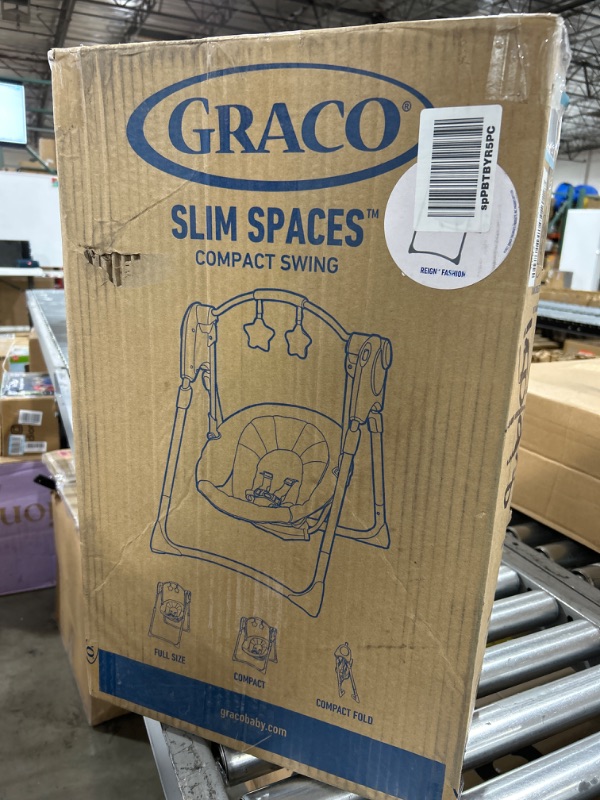 GRACO®
SLIM SPACES™
COMPACT SWING
spPBTBYR5PC
REIGN™ FASHION
FULL SIZE
COMPACT
COMPACT FOLD
gracobaby.com